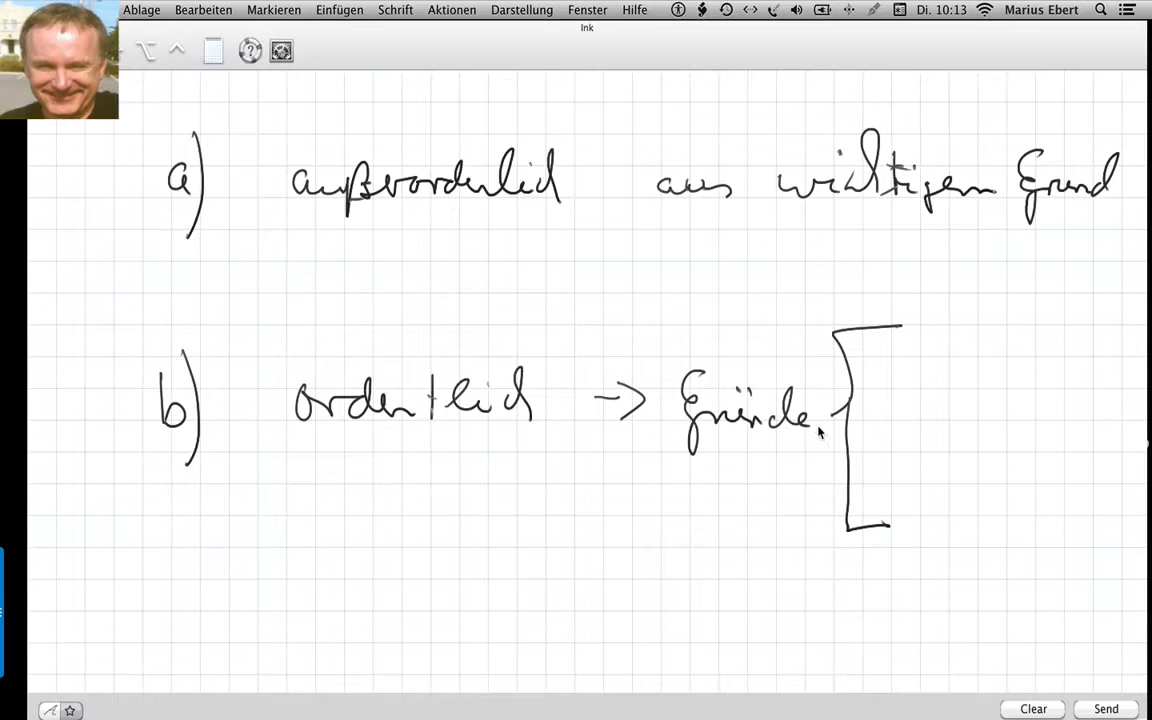 Ablage Bearbeiten Markieren Einfügen Schrift Aktionen Darstellung Fenster Hilfe Di. 10:13 Marius Ebert
Ink
a) außerordenlich aus wichtigem Grund
b) ordentlich -> Gründe
Clear Send